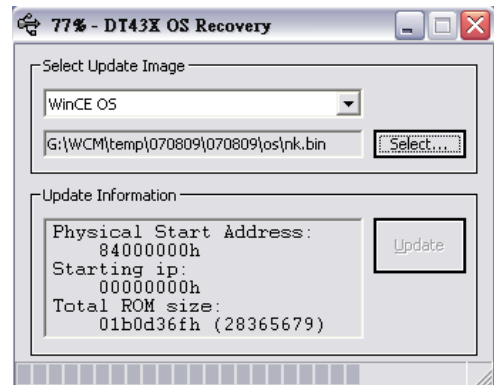 77% - DT43X OS Recovery
Select Update Image
WinCE OS
G:\WCM\temp\070809\070809\os\nk.bin
Select...
Update Information
Physical Start Address:
84000000h
Starting ip:
00000000h
Total ROM size:
01b0d36fh (28365679)
Update